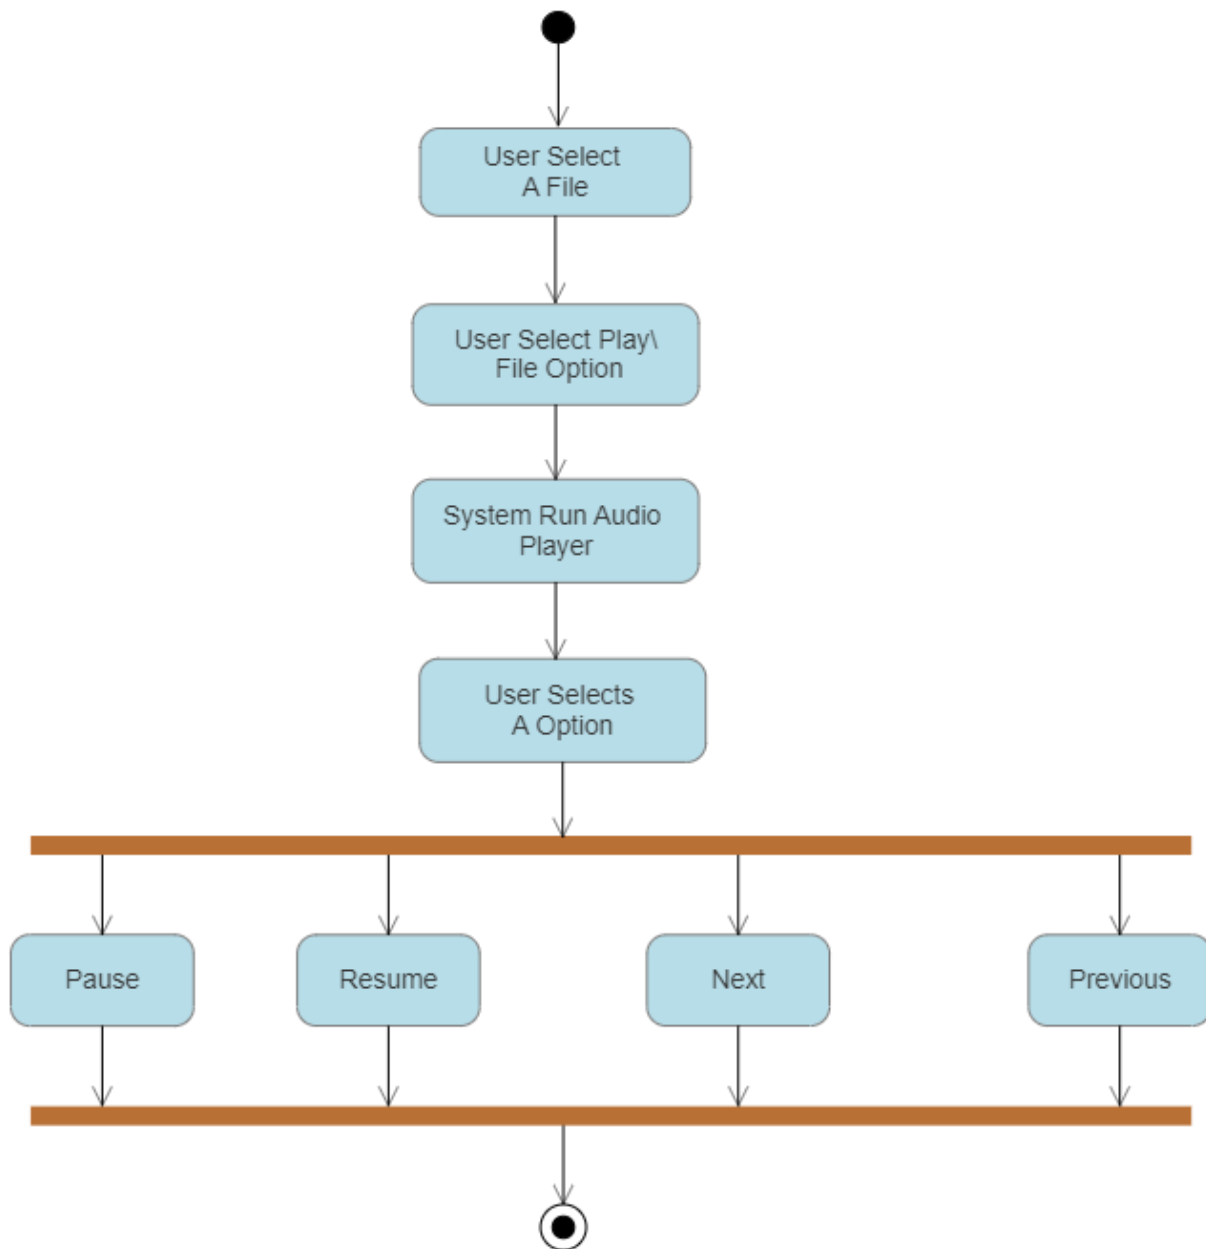 User Select
A File
User Select Play\
File Option
System Run Audio
Player
User Selects
A Option
Pause
Resume
Next
Previous